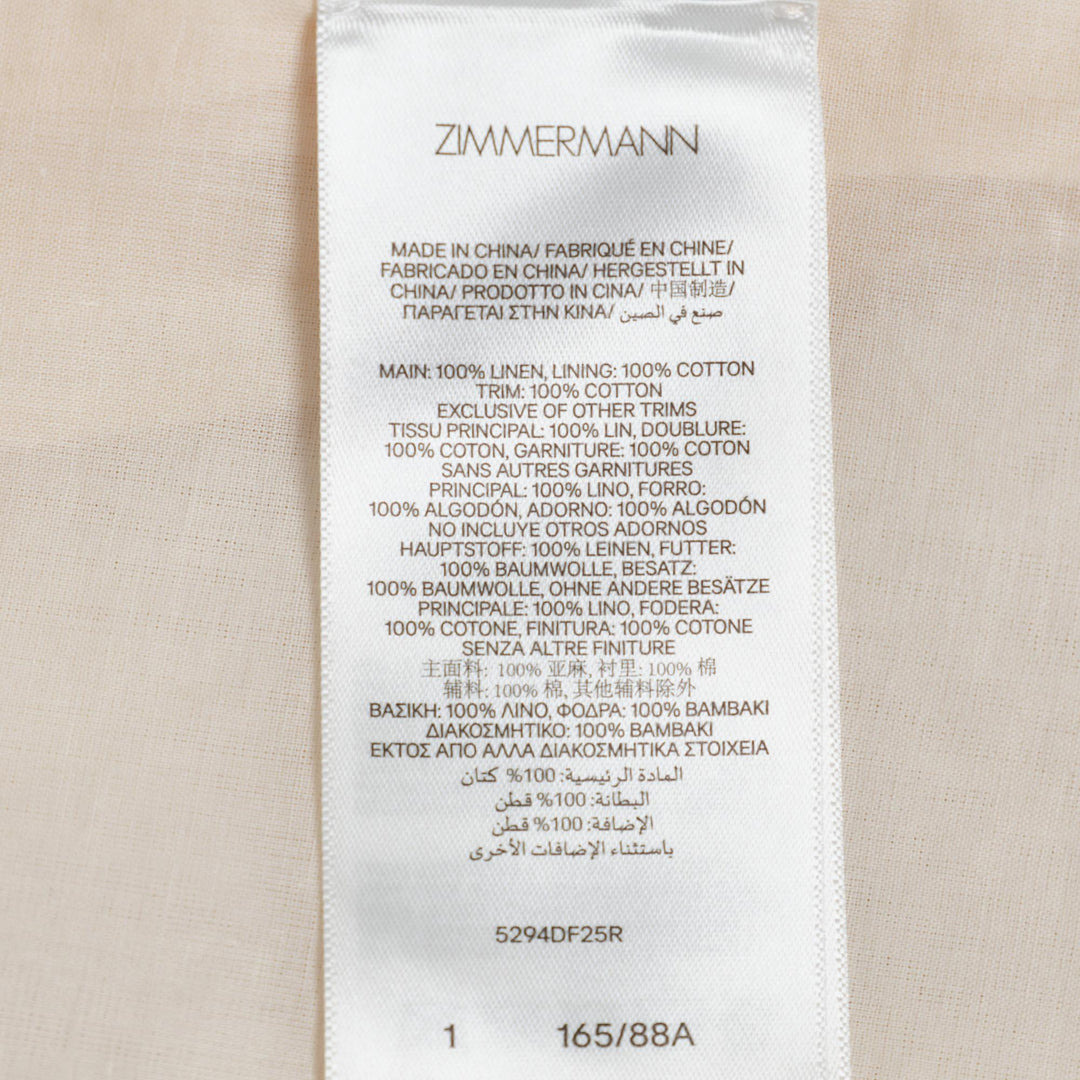 ZIMMERMANN
MADE IN CHINA/ FABRIQUÉ EN CHINE/
FABRICADO EN CHINA/ HERGESTELLT IN
CHINA/ PRODOTTO IN CINA/ 中国制造/
ΠΑΡΑΓΕΤΑΙ ΣΤΗΝ ΚΙΝΑ/ صنع في الصين
MAIN: 100% LINEN, LINING: 100% COTTON
TRIM: 100% COTTON
EXCLUSIVE OF OTHER TRIMS
TISSU PRINCIPAL: 100% LIN, DOUBLURE:
100% COTON, GARNITURE: 100% COTON
SANS AUTRES GARNITURES
PRINCIPAL: 100% LINO, FORRO:
100% ALGODÓN, ADORNO: 100% ALGODÓN
NO INCLUYE OTROS ADORNOS
HAUPTSTOFF: 100% LEINEN, FUTTER:
100% BAUMWOLLE, BESATZ:
100% BAUMWOLLE, OHNE ANDERE BESÄTZE
PRINCIPALE: 100% LINO, FODERA:
100% COTONE, FINITURA: 100% COTONE
SENZA ALTRE FINITURE
主面料: 100% 亚麻, 衬里: 100% 棉
辅料: 100% 棉, 其他辅料除外
ΒΑΣΙΚΗ: 100% ΛΙΝΟ, ΦΟΔΡΑ: 100% ΒΑΜΒΑΚΙ
ΔΙΑΚΟΣΜΗΤΙΚΟ: 100% ΒΑΜΒΑΚΙ
ΕΚΤΟΣ ΑΠΟ ΑΛΛΑ ΔΙΑΚΟΣΜΗΤΙΚΑ ΣΤΟΙΧΕΙΑ
المادة الرئيسية: 100% كتان
البطانة: 100% قطن
الإضافة: 100% قطن
باستثناء الإضافات الأخرى
5294DF25R
1 165/88A